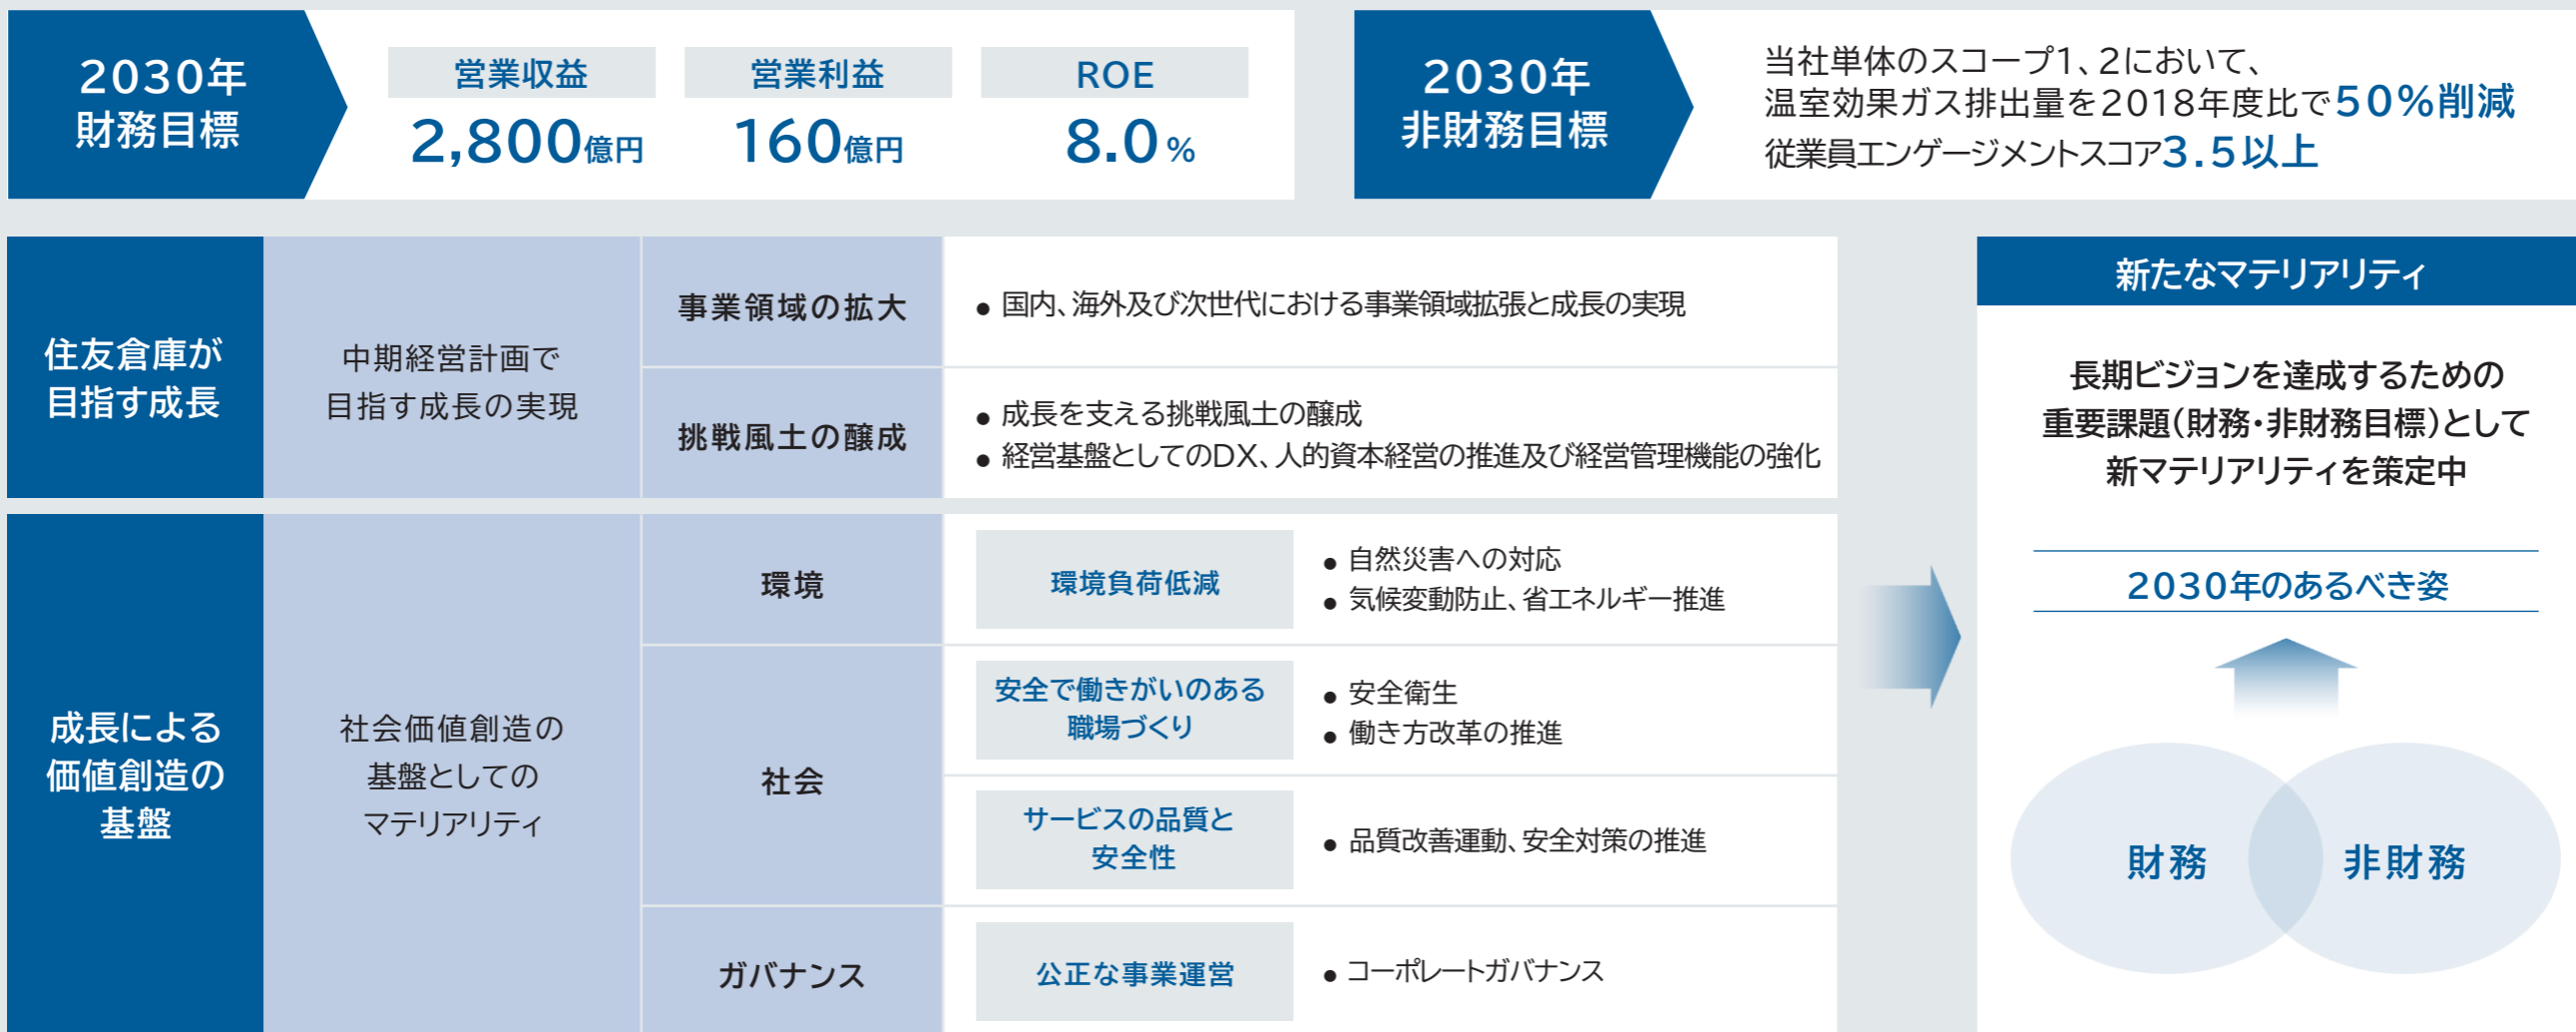 2030年
財務目標
営業収益
2,800億円
営業利益
160億円
ROE
8.0%
2030年
非財務目標
当社単体のスコープ1、2において、
温室効果ガス排出量を2018年度比で50%削減
従業員エンゲージメントスコア3.5以上
住友倉庫が
目指す成長
中期経営計画で
目指す成長の実現
事業領域の拡大
● 国内、海外及び次世代における事業領域拡張と成長の実現
挑戦風土の醸成
● 成長を支える挑戦風土の醸成
● 経営基盤としてのDX、人的資本経営の推進及び経営管理機能の強化
成長による
価値創造の
基盤
社会価値創造の
基盤としての
マテリアリティ
環境
環境負荷低減
● 自然災害への対応
● 気候変動防止、省エネルギー推進
社会
安全で働きがいのある
職場づくり
● 安全衛生
● 働き方改革の推進
サービスの品質と
安全性
● 品質改善運動、安全対策の推進
ガバナンス
公正な事業運営
● コーポレートガバナンス
新たなマテリアリティ
長期ビジョンを達成するための
重要課題(財務・非財務目標)として
新マテリアリティを策定中
2030年のあるべき姿
財務
非財務